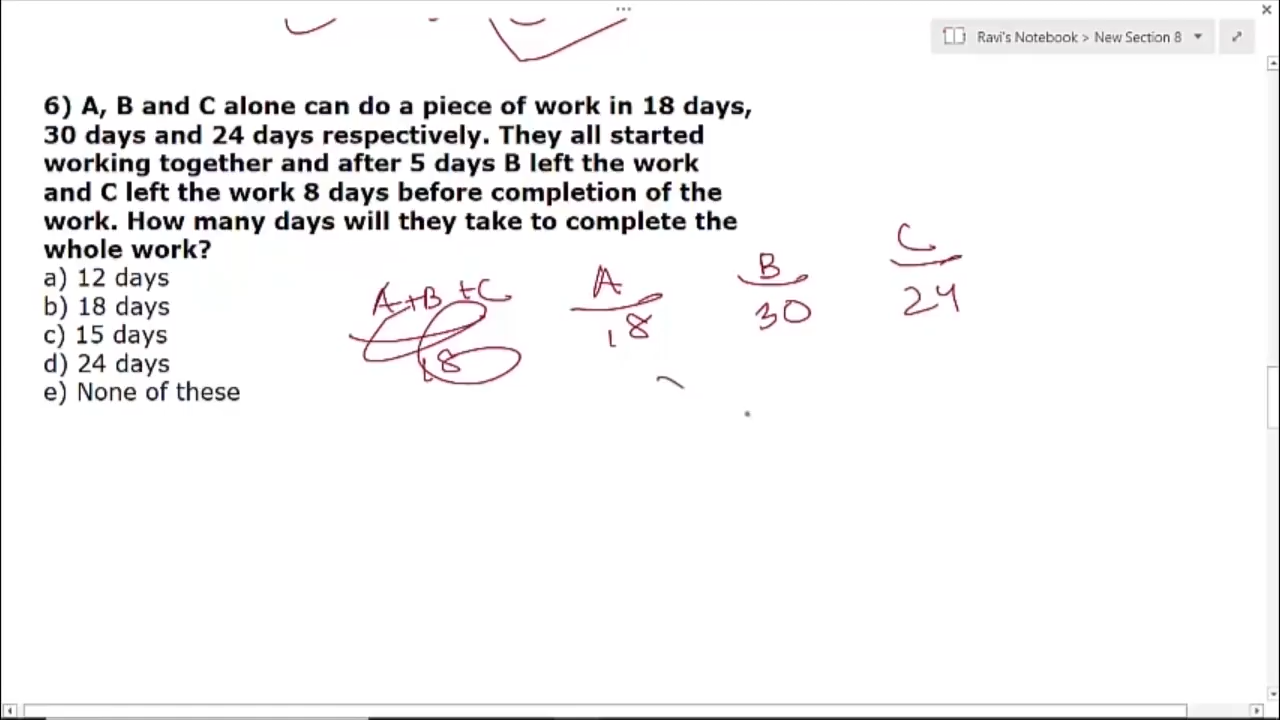 Ravi's Notebook > New Section 8
6) A, B and C alone can do a piece of work in 18 days,
30 days and 24 days respectively. They all started
working together and after 5 days B left the work
and C left the work 8 days before completion of the
work. How many days will they take to complete the
whole work?
a) 12 days
b) 18 days
c) 15 days
d) 24 days
e) None of these
A+B+C
18
A
18
B
30
C
24